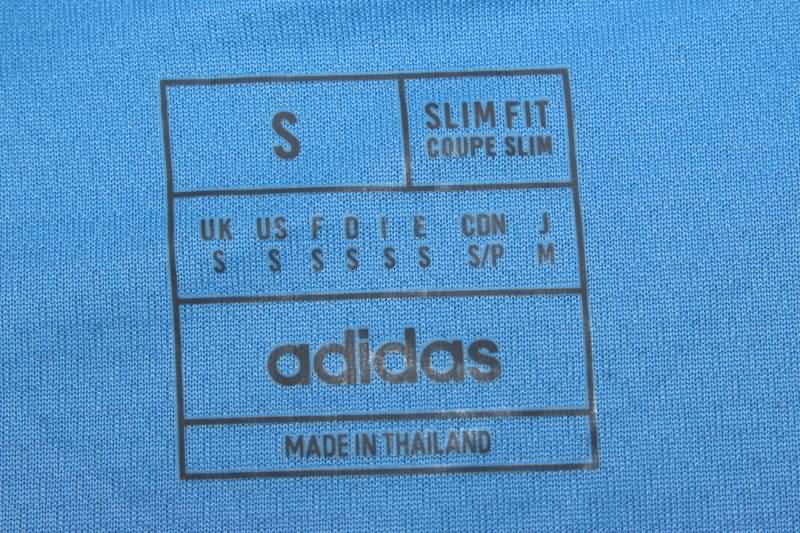 S
SLIM FIT
COUPE SLIM
UK US F D I E CDN J
S S S S S S S/P M
adidas
MADE IN THAILAND